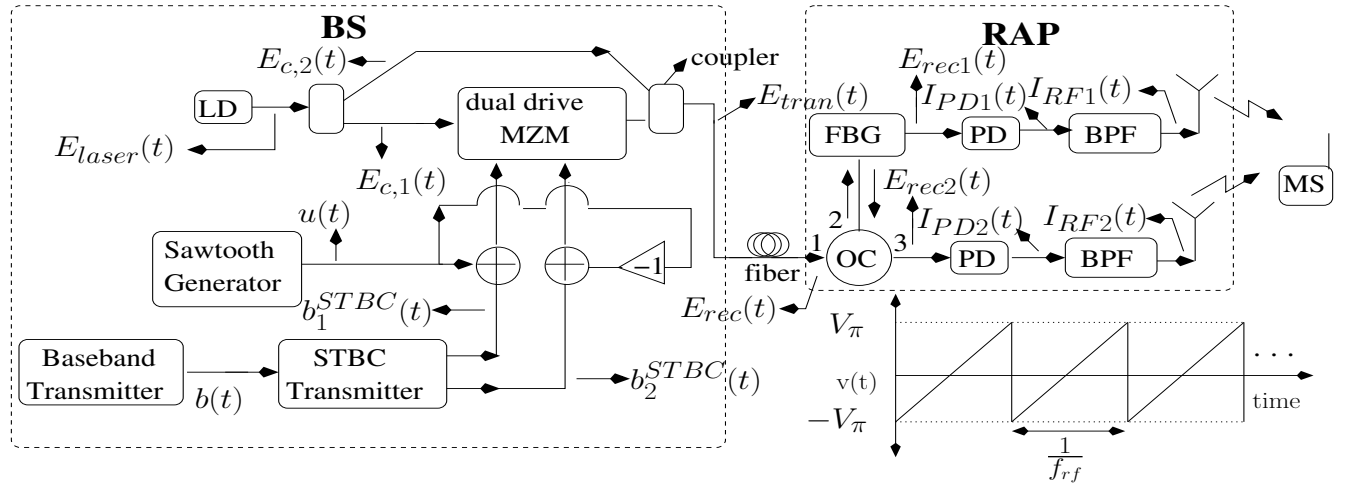 BS
RAP
E_{c,2}(t)
coupler
E_{rec1}(t)
LD
dual drive
MZM
E_{tran}(t)
I_{PD1}(t)
I_{RF1}(t)
FBG
PD
BPF
E_{laser}(t)
E_{c,1}(t)
E_{rec2}(t)
MS
u(t)
2
I_{PD2}(t)
I_{RF2}(t)
Sawtooth
Generator
-1
1
OC
3
PD
BPF
fiber
b_1^{STBC}(t)
E_{rec}(t)
V_π
Baseband
Transmitter
STBC
Transmitter
b(t)
b_2^{STBC}(t)
v(t)
. . .
time
-V_π
\frac{1}{f_{rf}}